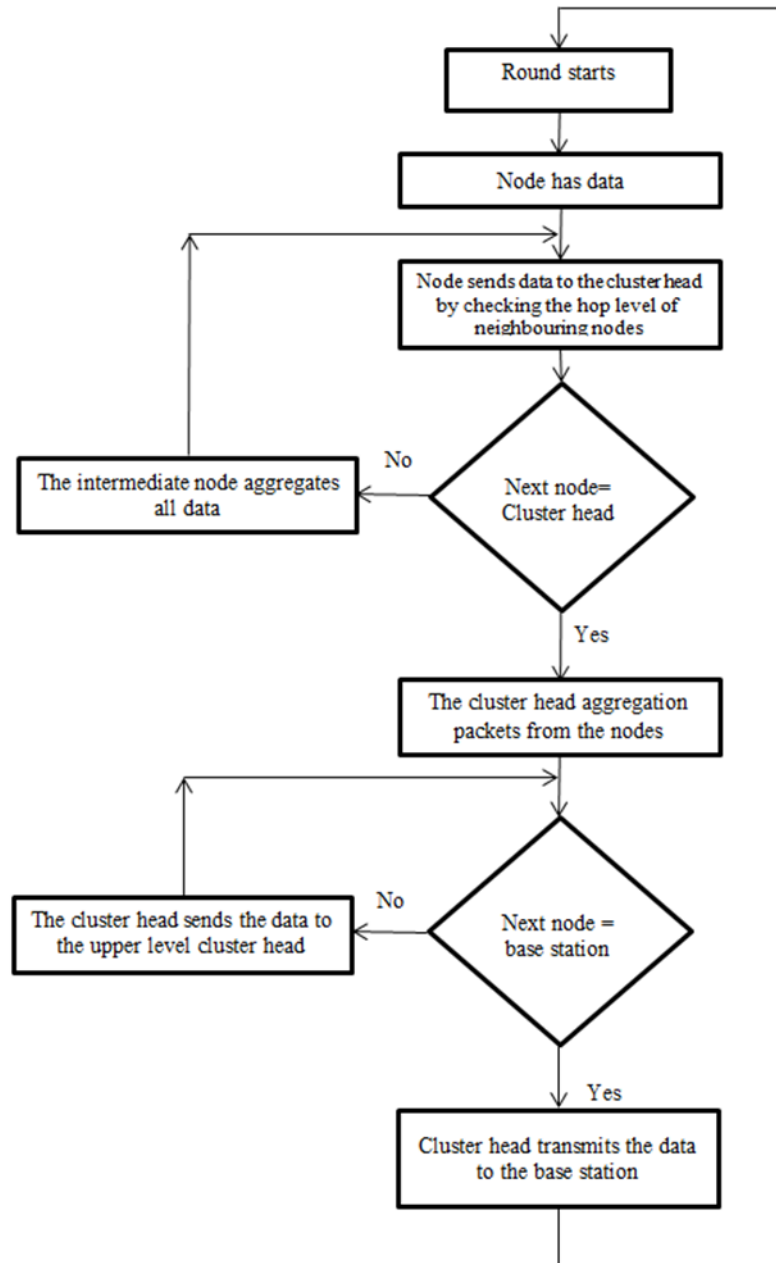 Round starts
Node has data
Node sends data to the cluster head
by checking the hop level of
neighbouring nodes
Next node=
Cluster head
No
The intermediate node aggregates
all data
Yes
The cluster head aggregation
packets from the nodes
Next node =
base station
No
The cluster head sends the data to
the upper level cluster head
Yes
Cluster head transmits the data
to the base station